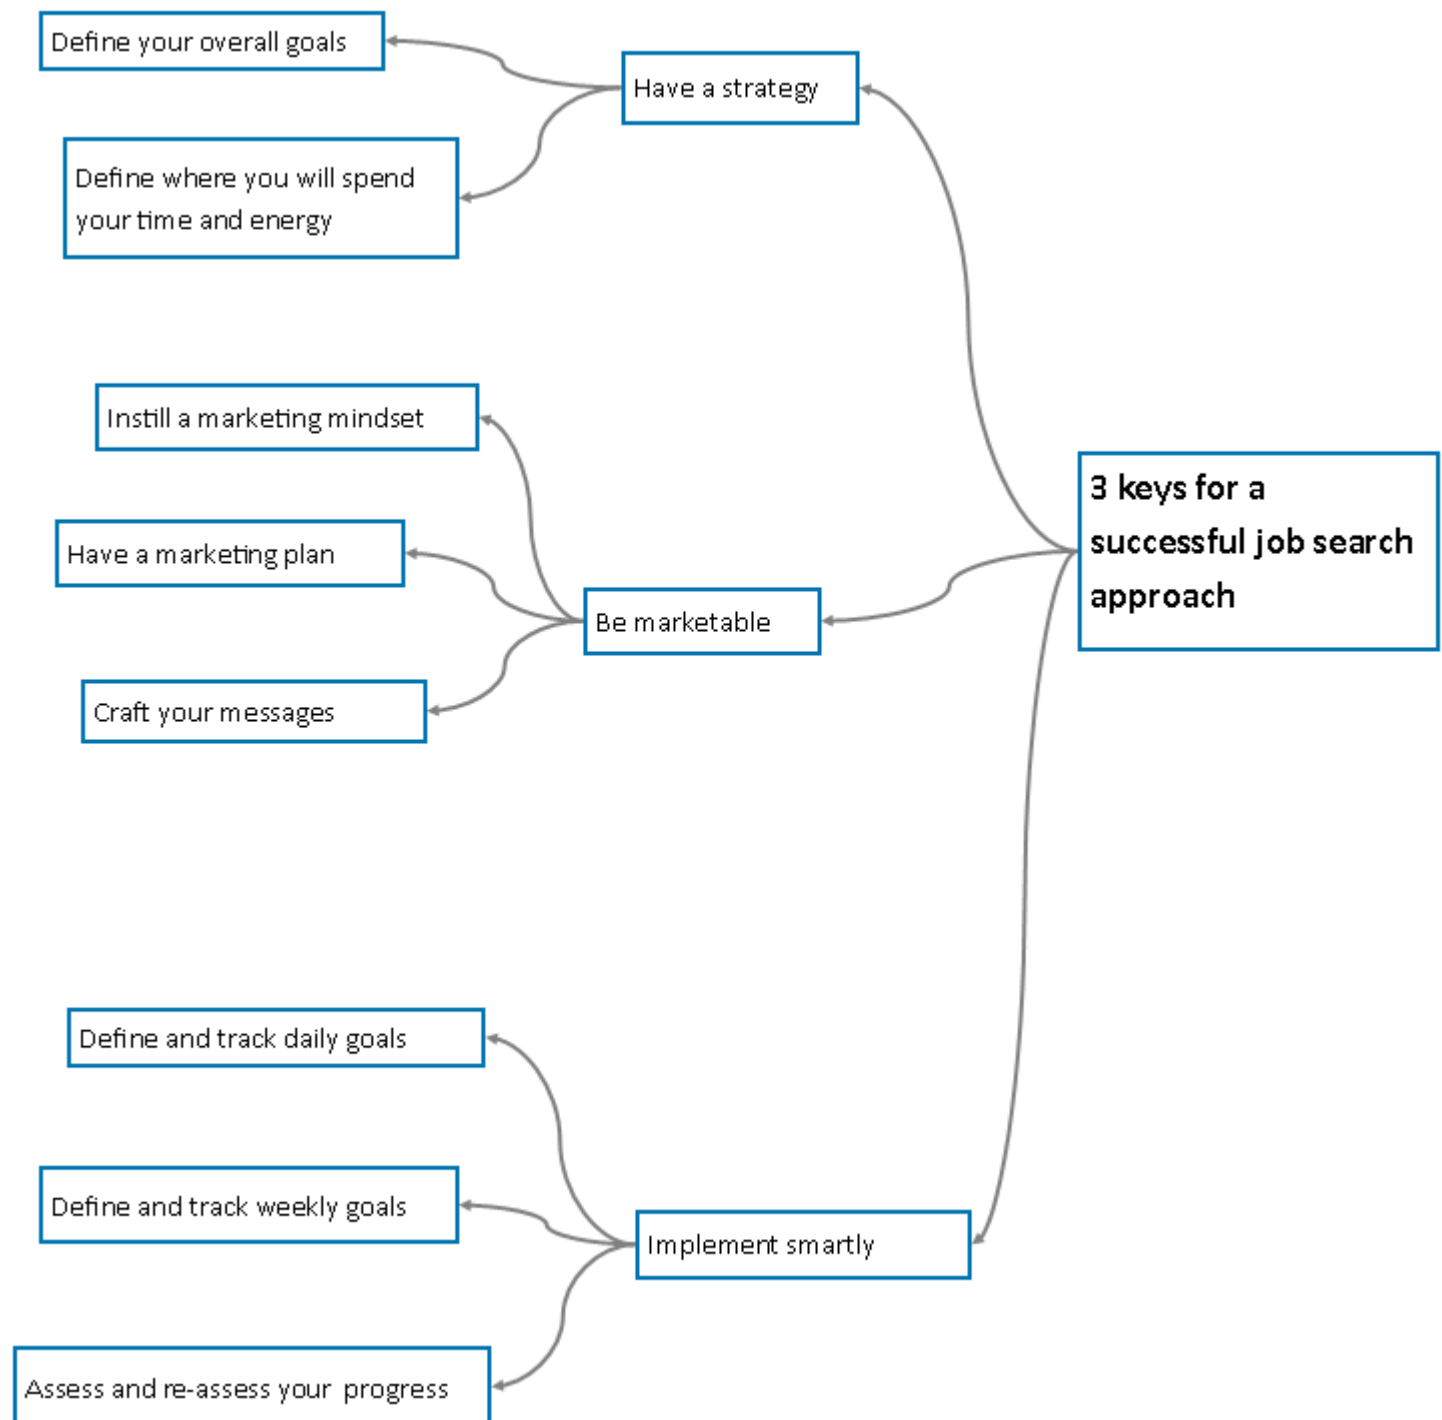 Define your overall goals
Have a strategy
Define where you will spend
your time and energy
Instill a marketing mindset
Have a marketing plan
Be marketable
Craft your messages
3 keys for a
successful job search
approach
Define and track daily goals
Define and track weekly goals
Implement smartly
Assess and re-assess your  progress